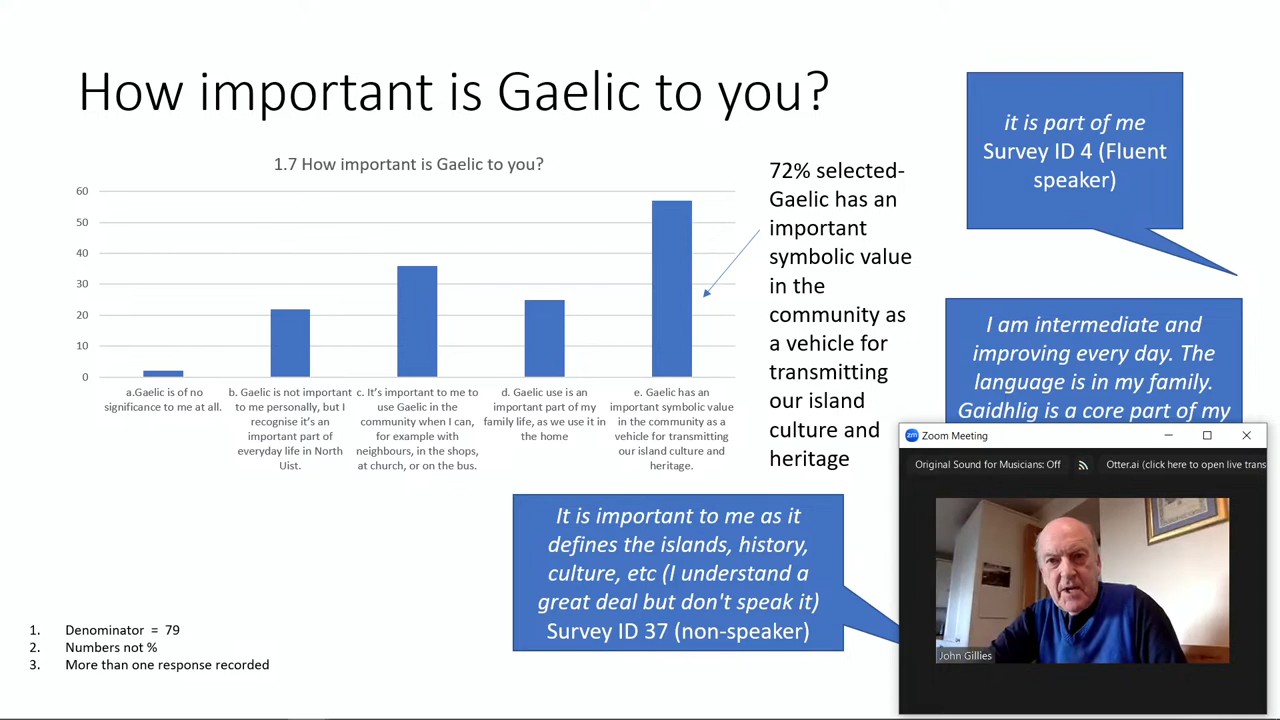 How important is Gaelic to you?
1.7 How important is Gaelic to you?
60
50
40
30
20
10
0
a.Gaelic is of no
significance to me at all.
b. Gaelic is not important
to me personally, but I
recognise it's an
important part of
everyday life in North
Uist.
c. It's important to me to
use Gaelic in the
community when I can,
for example with
neighbours, in the shops,
at church, or on the bus.
d. Gaelic use is an
important part of my
family life, as we use it in
the home
e. Gaelic has an
important symbolic value
in the community as a
vehicle for transmitting
our island culture and
heritage.
72% selected-
Gaelic has an
important
symbolic value
in the
community as
a vehicle for
transmitting
our island
culture and
heritage
it is part of me
Survey ID 4 (Fluent
speaker)
I am intermediate and
improving every day. The
language is in my family.
Gaidhlig is a core part of my
It is important to me as it
defines the islands, history,
culture, etc (I understand a
great deal but don't speak it)
Survey ID 37 (non-speaker)
1. Denominator = 79
2. Numbers not %
3. More than one response recorded
zm Zoom Meeting
Original Sound for Musicians: Off
Otter.ai (click here to open live trans
John Gillies